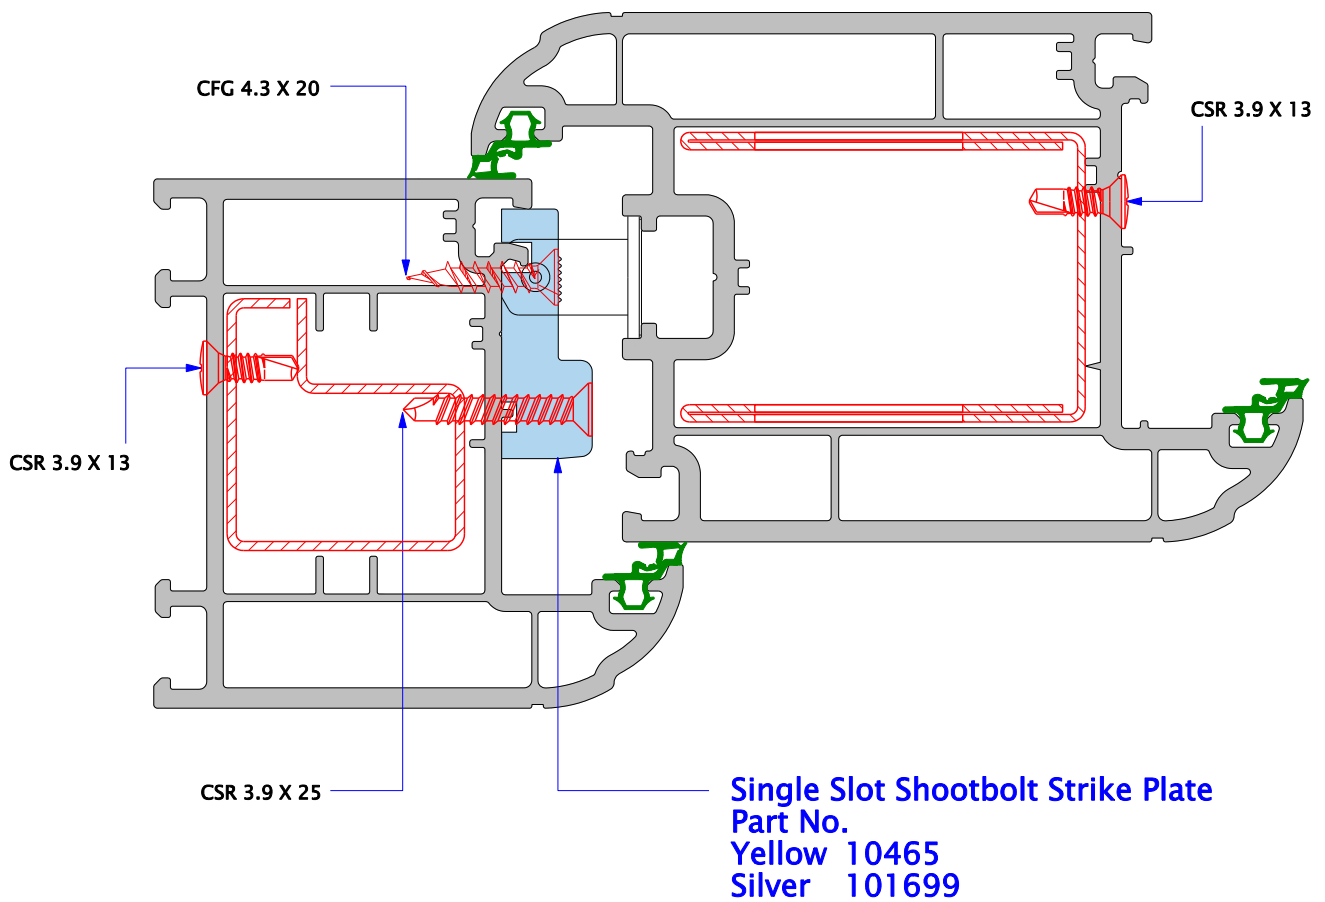 CFG 4.3 X 20
CSR 3.9 X 13
CSR 3.9 X 13
CSR 3.9 X 25
Single Slot Shootbolt Strike Plate
Part No.
Yellow 10465
Silver 101699